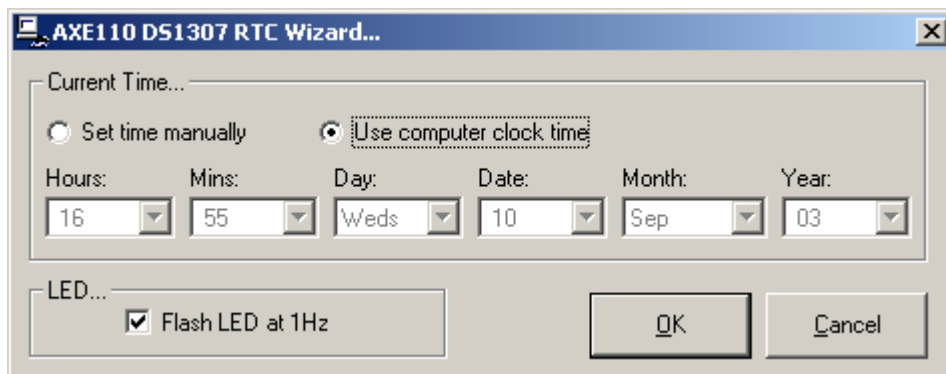 AXE110 DS1307 RTC Wizard...
Current Time...
Set time manually Use computer clock time
Hours: Mins: Day: Date: Month: Year:
16 55 Weds 10 Sep 03
LED...
Flash LED at 1Hz
OK Cancel